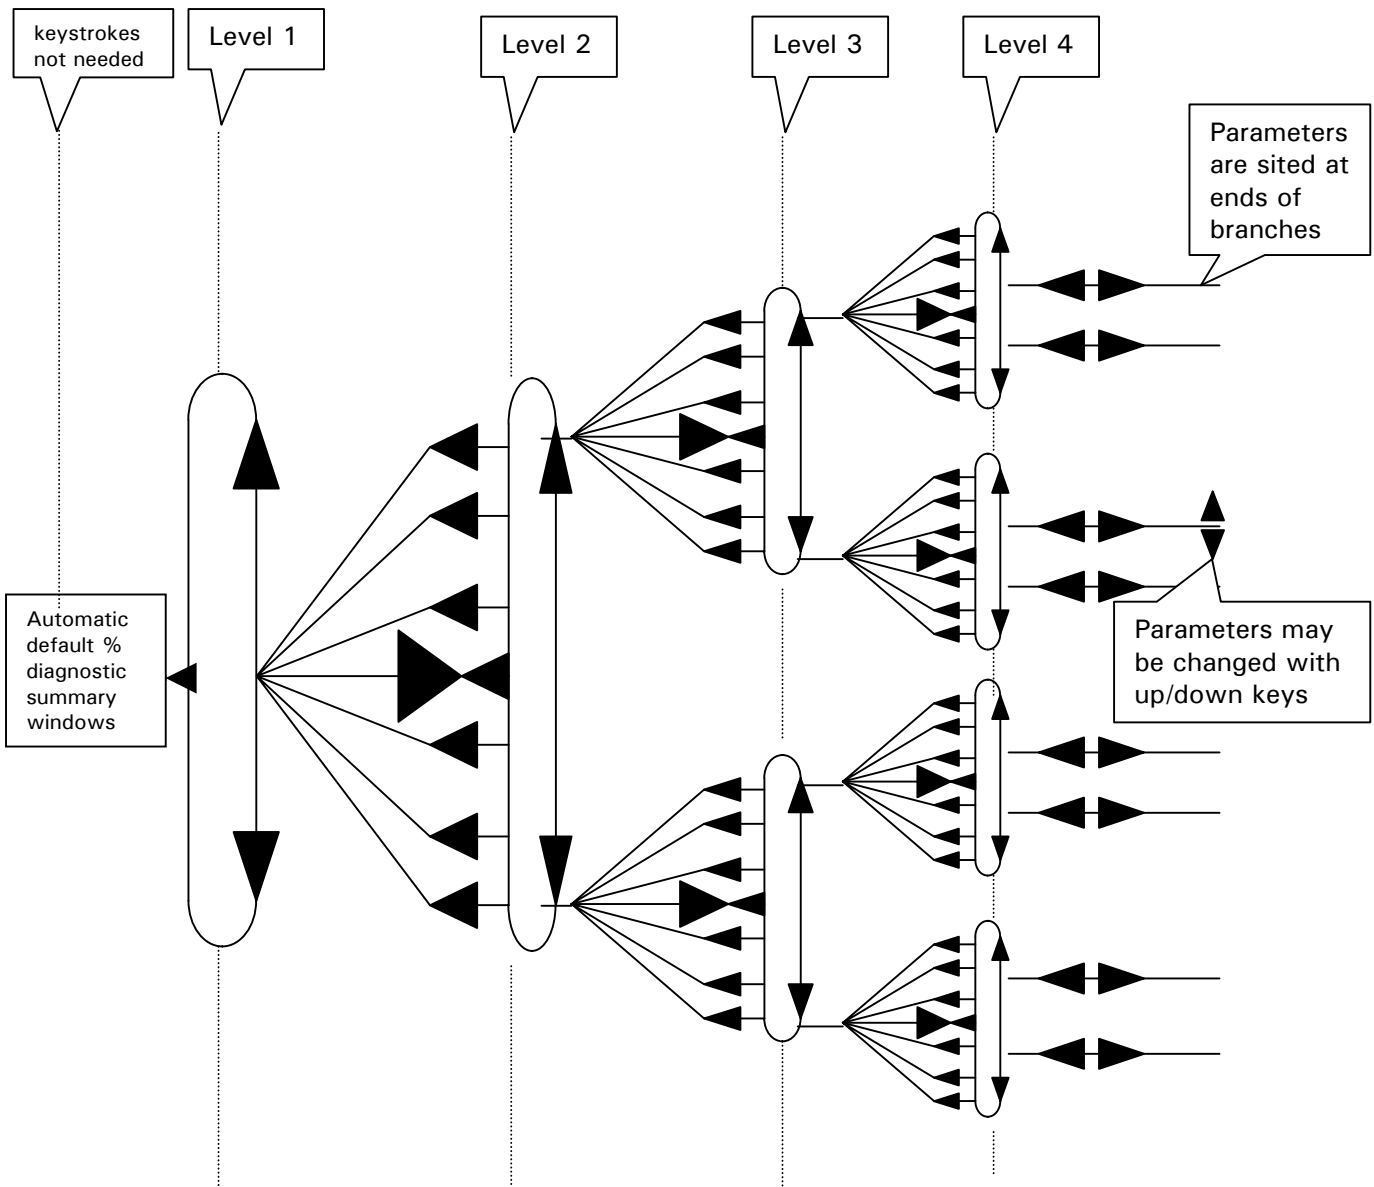 keystrokes
not needed
Level 1
Level 2
Level 3
Level 4
Parameters
are sited at
ends of
branches
Automatic
default %
diagnostic
summary
windows
Parameters may
be changed with
up/down keys